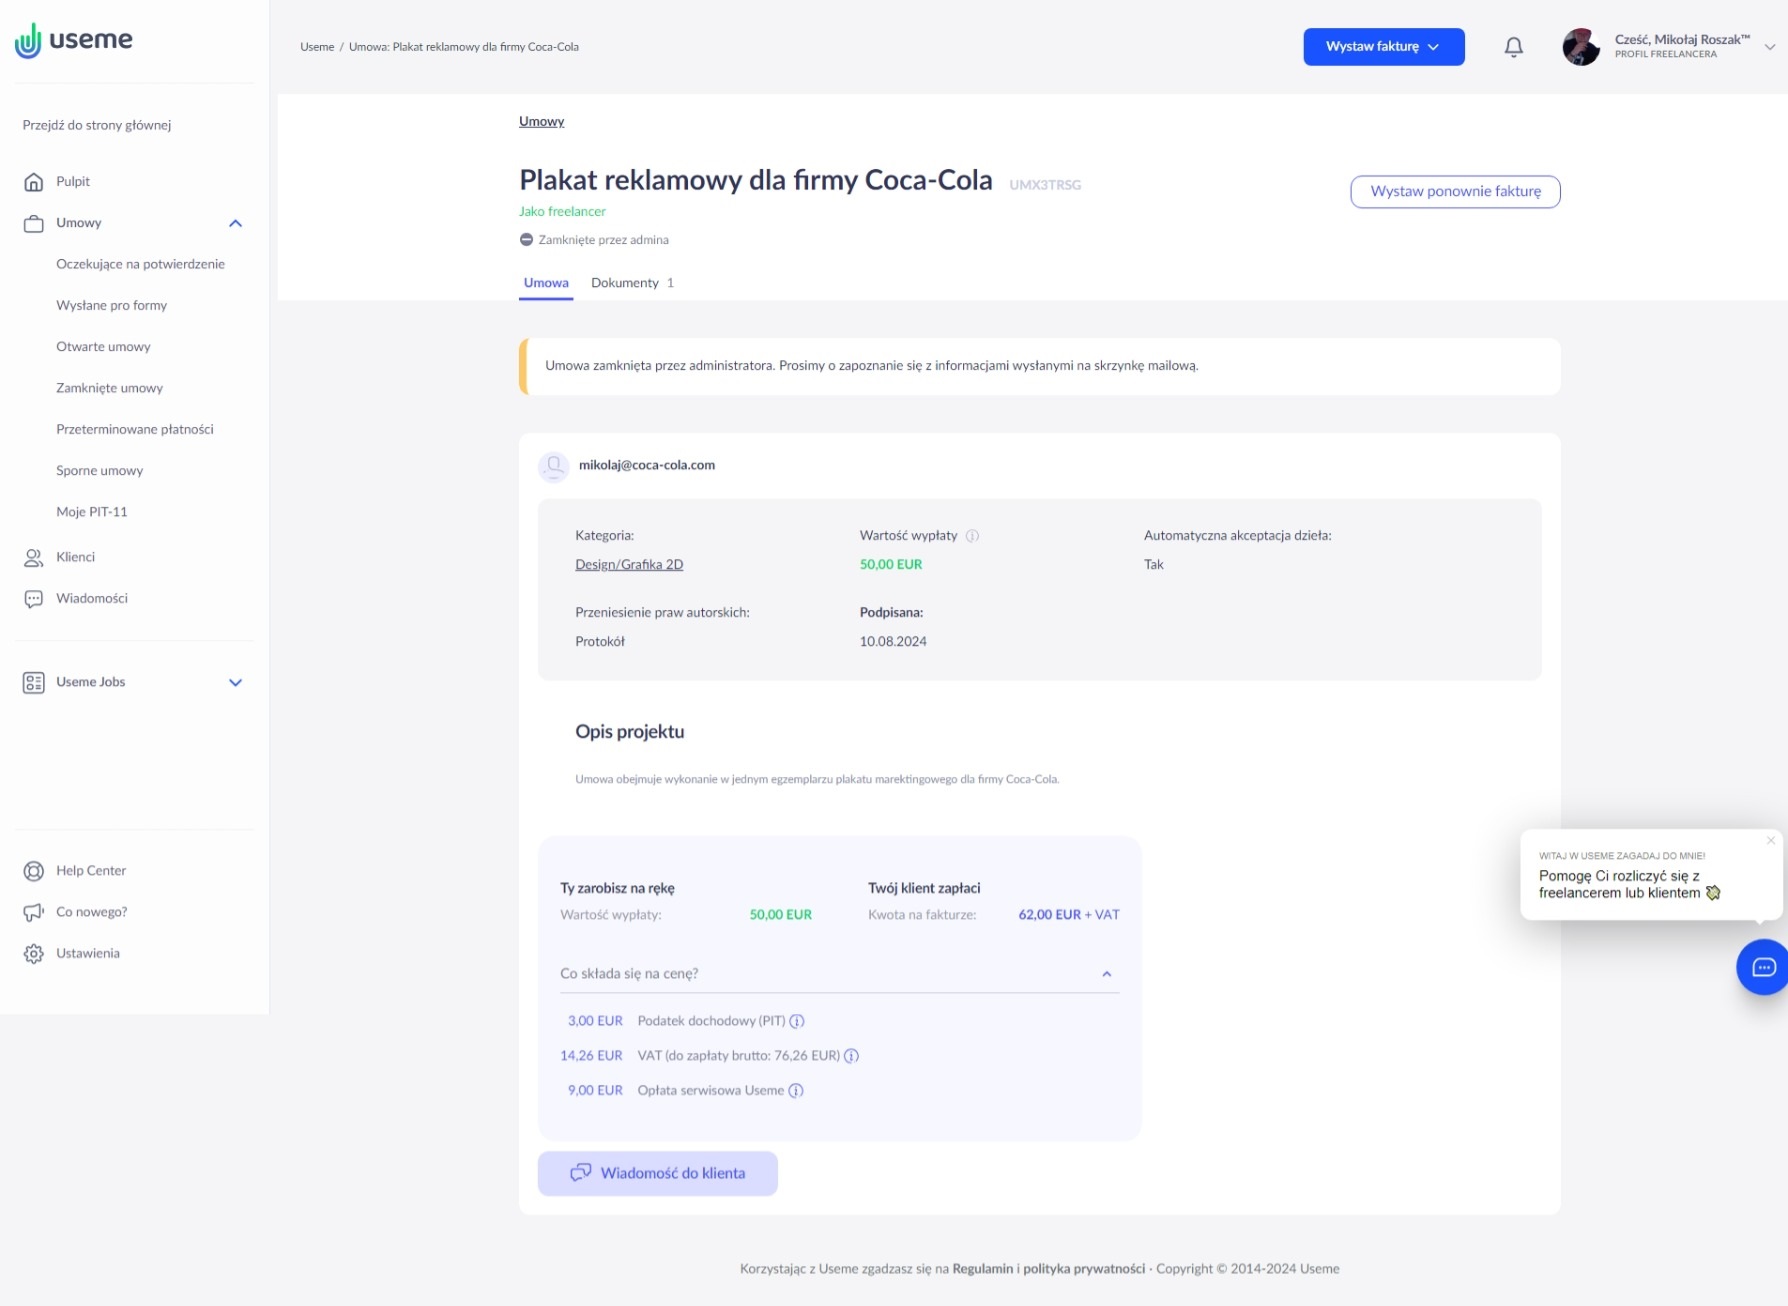 useme
Przejdź do strony głównej
Pulpit
Umowy
Oczekujące na potwierdzenie
Wysłane pro formy
Otwarte umowy
Zamknięte umowy
Przeterminowane płatności
Sporne umowy
Moje PIT-11
Klienci
Wiadomości
Useme Jobs
Help Center
Co nowego?
Ustawienia
Useme / Umowa: Plakat reklamowy dla firmy Coca-Cola
Wystaw fakturę
Cześć, Mikołaj Roszak™
PROFIL FREELANCERA
Umowy
Plakat reklamowy dla firmy Coca-Cola UMX3TRSG
Wystaw ponownie fakturę
Jako freelancer
Zamknięte przez admina
Umowa Dokumenty 1
Umowa zamknięta przez administratora. Prosimy o zapoznanie się z informacjami wysłanymi na skrzynkę mailową.
mikolaj@coca-cola.com
Kategoria: Wartość wypłaty Automatyczna akceptacja dzieła:
Design/Grafika 2D 50,00 EUR Tak
Przeniesienie praw autorskich: Podpisana:
Protokół 10.08.2024
Opis projektu
Umowa obejmuje wykonanie w jednym egzemplarzu plakatu marektingowego dla firmy Coca-Cola.
Ty zarobisz na rękę Twój klient zapłaci
Wartość wypłaty: 50,00 EUR Kwota na fakturze: 62,00 EUR + VAT
Co składa się na cenę?
3,00 EUR Podatek dochodowy (PIT)
14,26 EUR VAT (do zapłaty brutto: 76,26 EUR)
9,00 EUR Opłata serwisowa Useme
Wiadomość do klienta
WITAJ W USEME ZAGADAJ DO MNIE!
Pomogę Ci rozliczyć się z
freelancerem lub klientem
Korzystając z Useme zgadzasz się na Regulamin i polityka prywatności · Copyright © 2014-2024 Useme